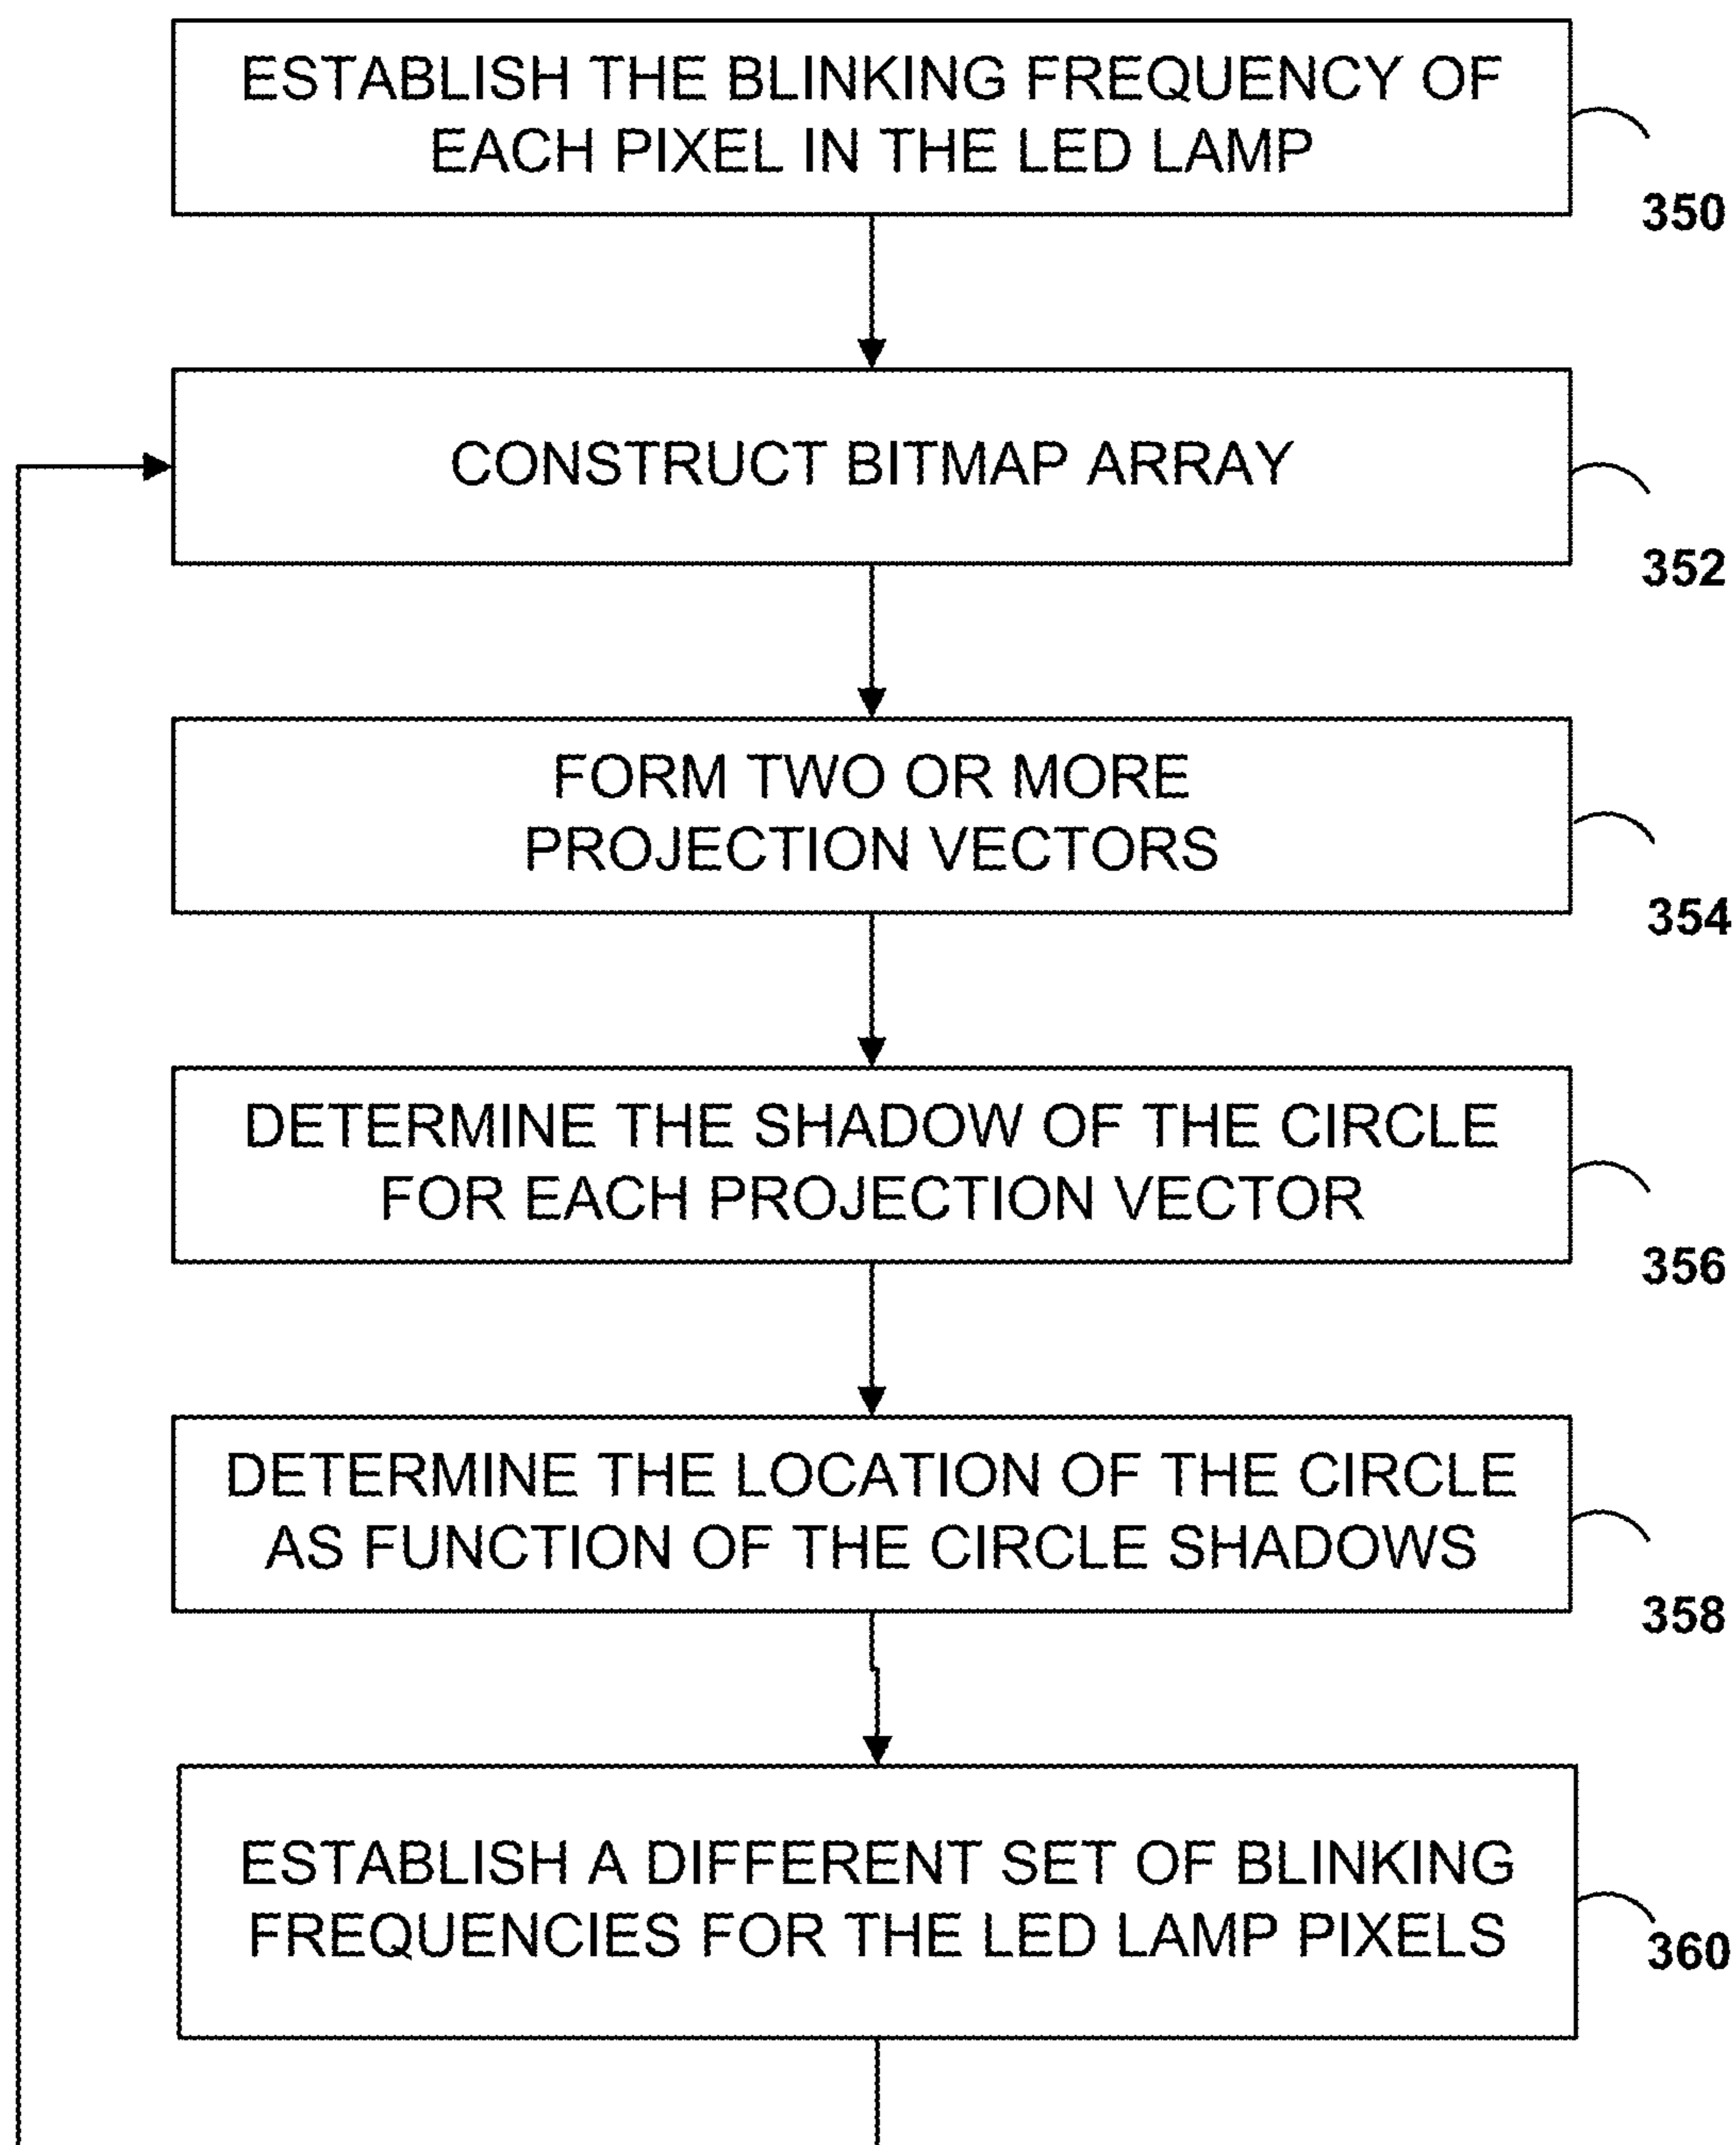 ESTABLISH THE BLINKING FREQUENCY OF
EACH PIXEL IN THE LED LAMP
350
CONSTRUCT BITMAP ARRAY
352
FORM TWO OR MORE
PROJECTION VECTORS
354
DETERMINE THE SHADOW OF THE CIRCLE
FOR EACH PROJECTION VECTOR
356
DETERMINE THE LOCATION OF THE CIRCLE
AS FUNCTION OF THE CIRCLE SHADOWS
358
ESTABLISH A DIFFERENT SET OF BLINKING
FREQUENCIES FOR THE LED LAMP PIXELS
360